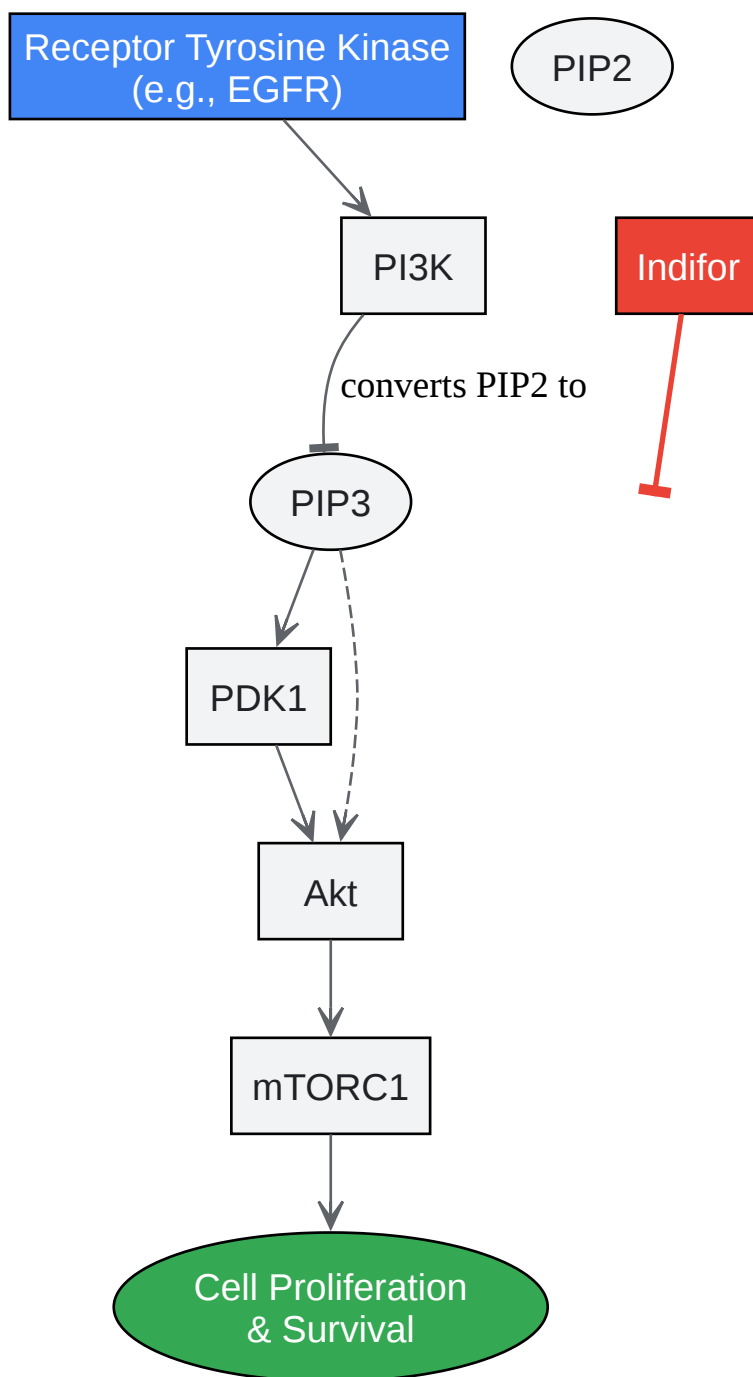 Receptor Tyrosine Kinase
(e.g., EGFR)
PIP2
PI3K
Indifor
converts PIP2 to
PIP3
PDK1
Akt
mTORC1
Cell Proliferation
& Survival